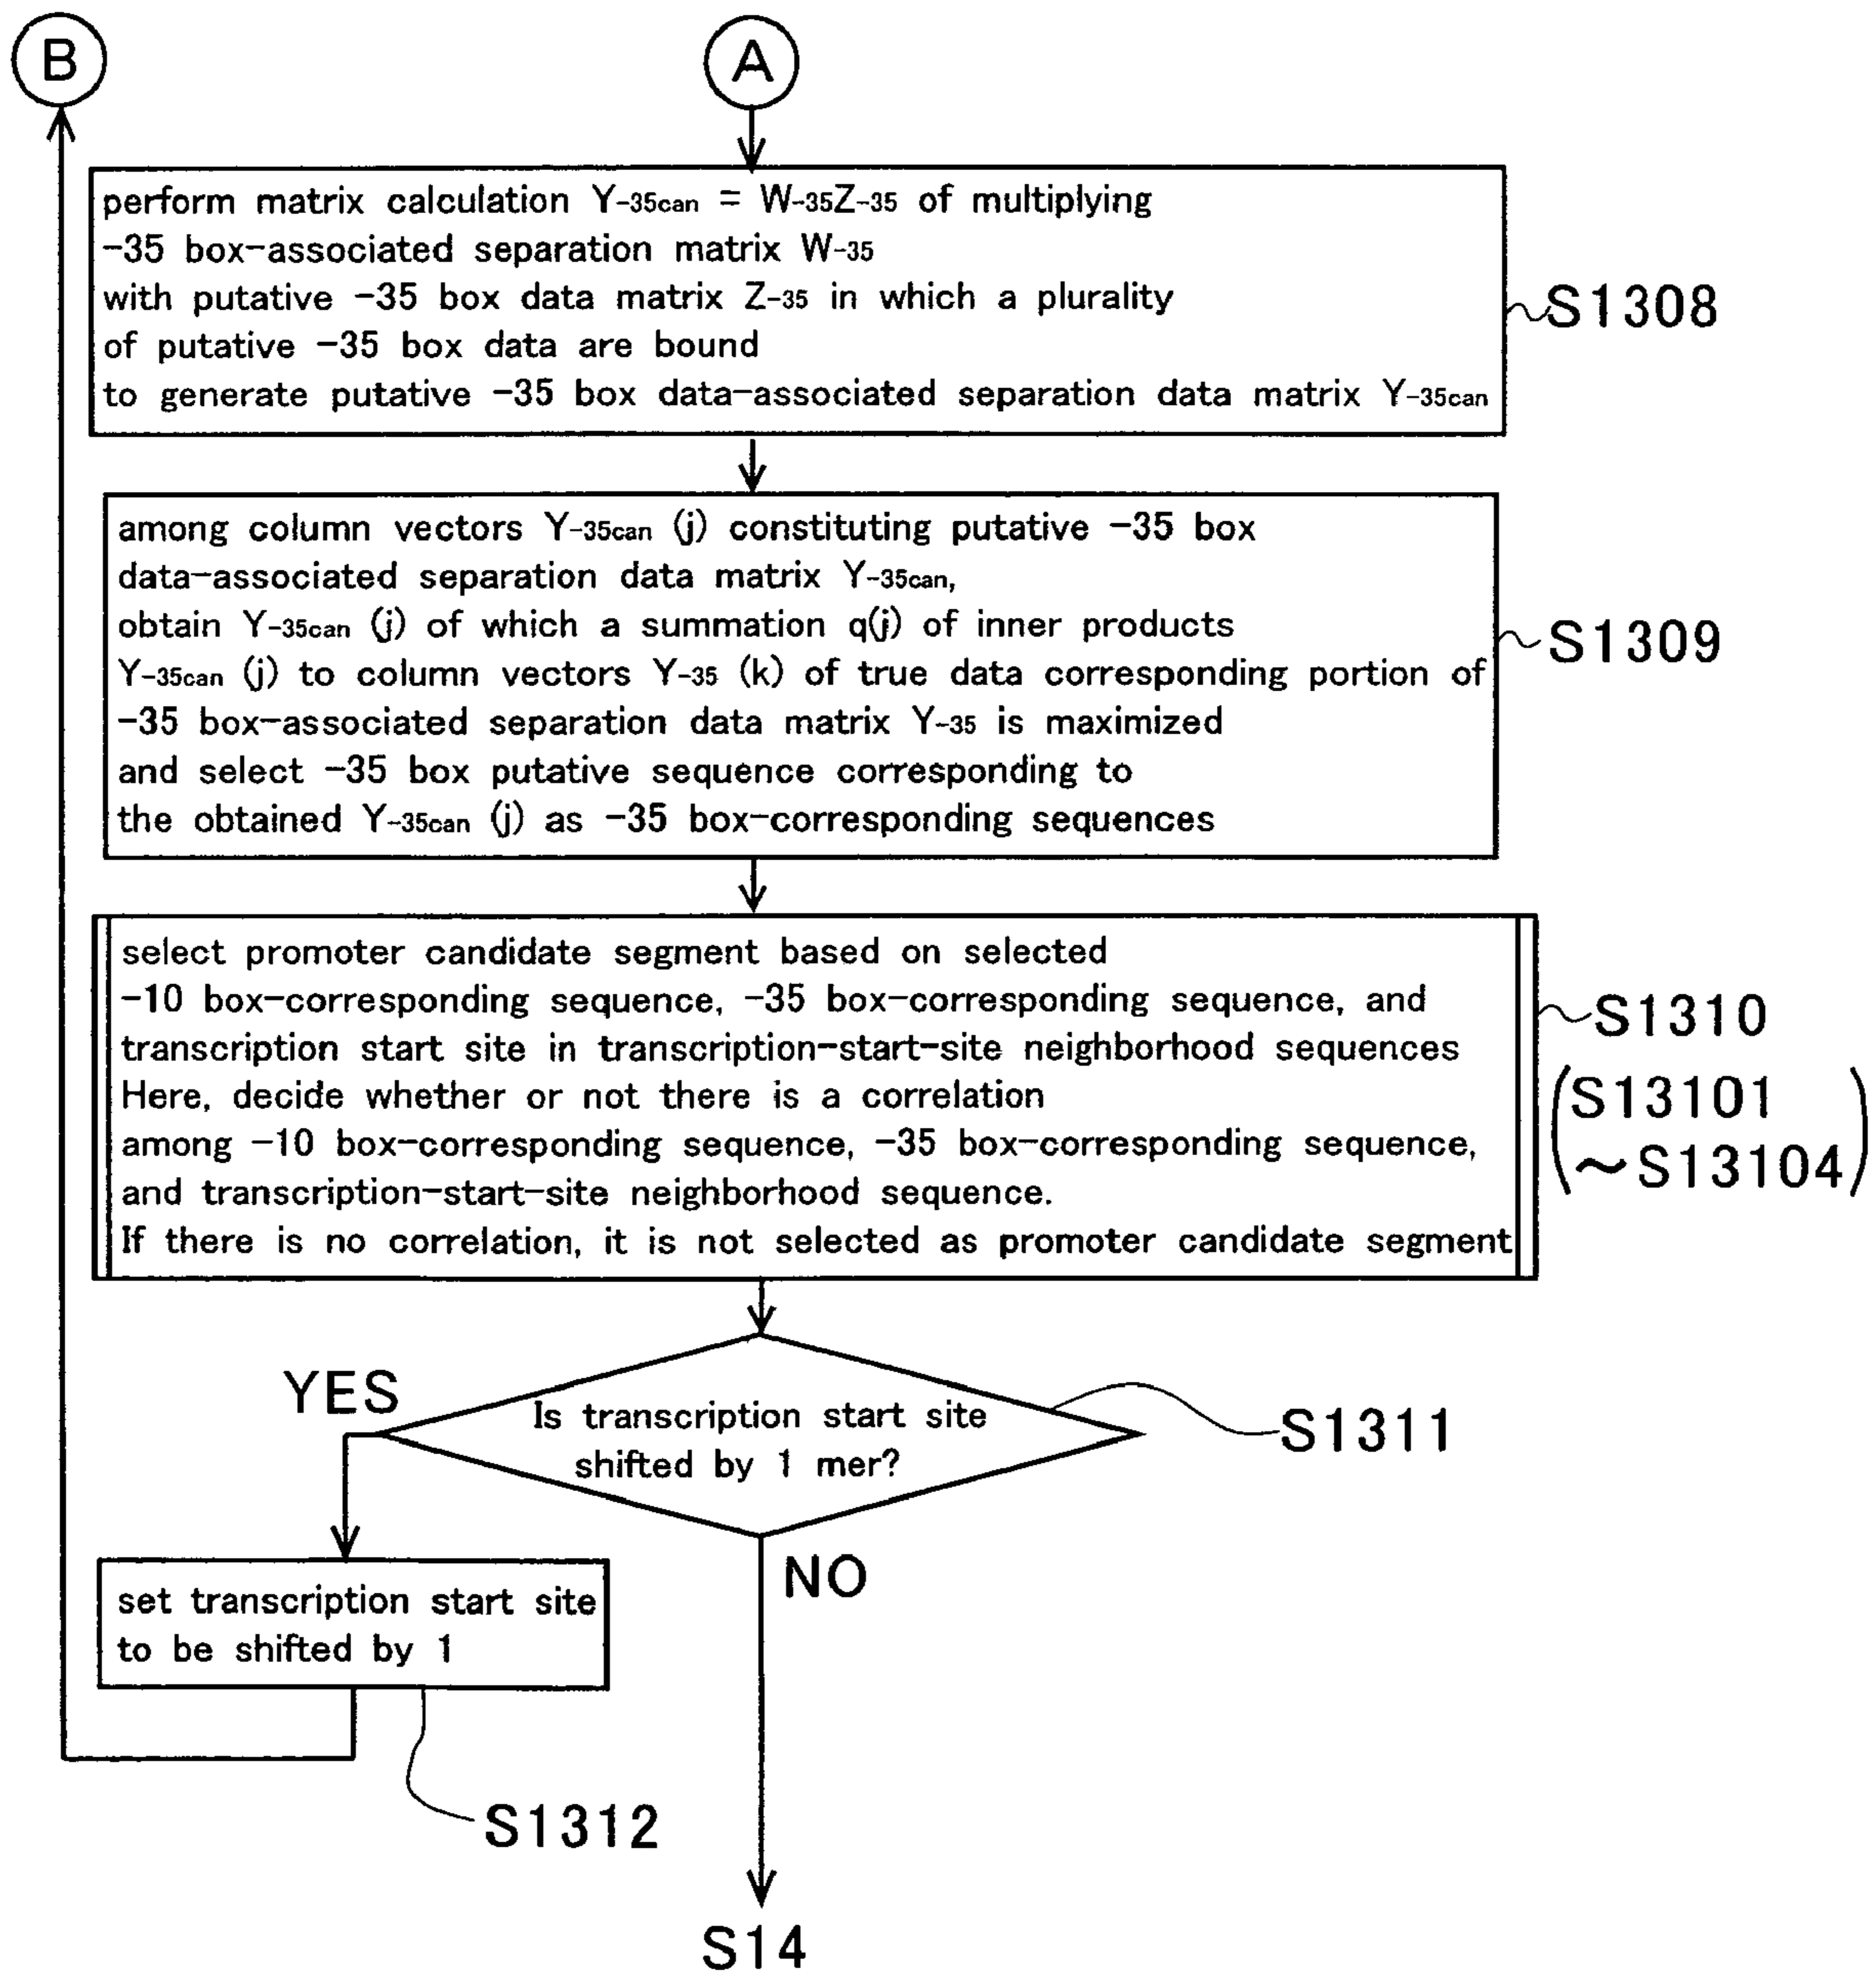 B
A
perform matrix calculation Y-35can = W-35Z-35 of multiplying
-35 box-associated separation matrix W-35
with putative -35 box data matrix Z-35 in which a plurality
of putative -35 box data are bound
to generate putative -35 box data-associated separation data matrix Y-35can
S1308
among column vectors Y-35can (j) constituting putative -35 box
data-associated separation data matrix Y-35can,
obtain Y-35can (j) of which a summation q(j) of inner products
Y-35can (j) to column vectors Y-35 (k) of true data corresponding portion of
-35 box-associated separation data matrix Y-35 is maximized
and select -35 box putative sequence corresponding to
the obtained Y-35can (j) as -35 box-corresponding sequences
S1309
select promoter candidate segment based on selected
-10 box-corresponding sequence, -35 box-corresponding sequence, and
transcription start site in transcription-start-site neighborhood sequences
Here, decide whether or not there is a correlation
among -10 box-corresponding sequence, -35 box-corresponding sequence,
and transcription-start-site neighborhood sequence.
If there is no correlation, it is not selected as promoter candidate segment
S1310
(S13101
~S13104)
YES
Is transcription start site
shifted by 1 mer?
S1311
NO
set transcription start site
to be shifted by 1
S1312
S14